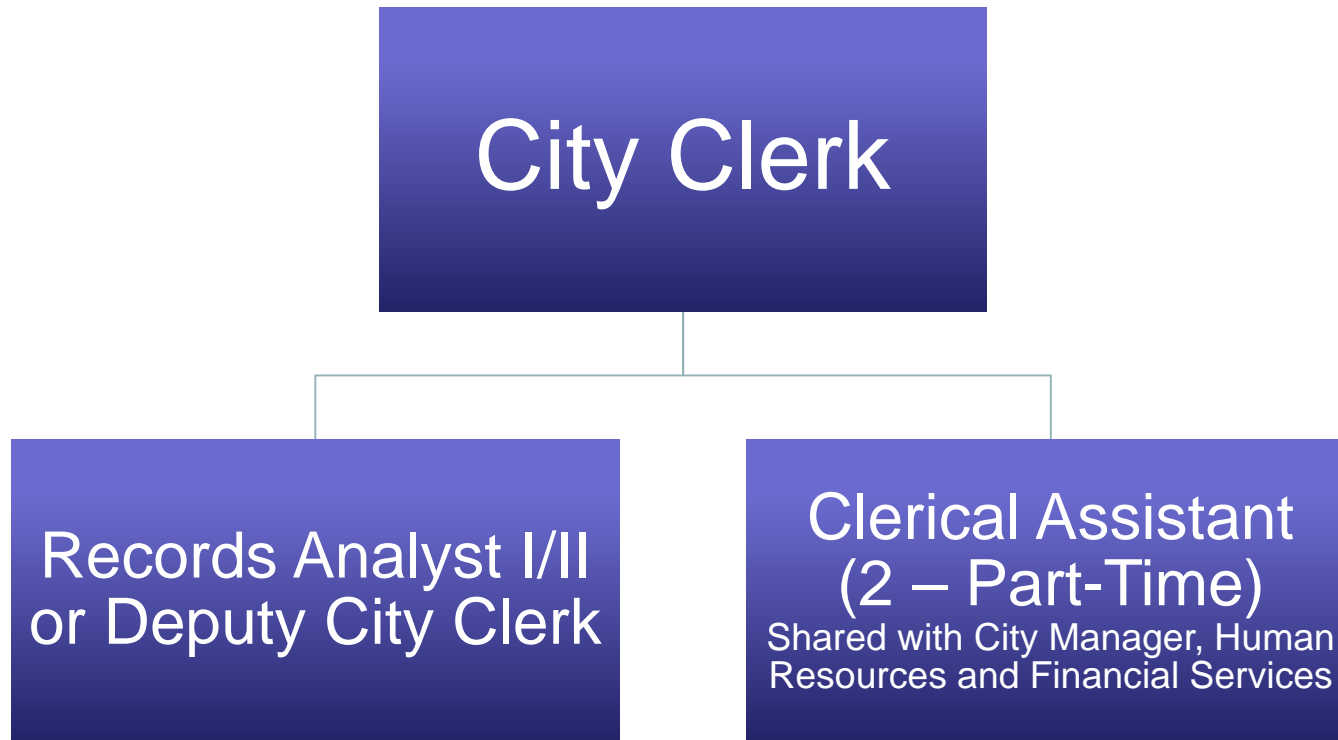 City Clerk
Records Analyst I/II
or Deputy City Clerk
Clerical Assistant
(2 – Part-Time)
Shared with City Manager, Human
Resources and Financial Services